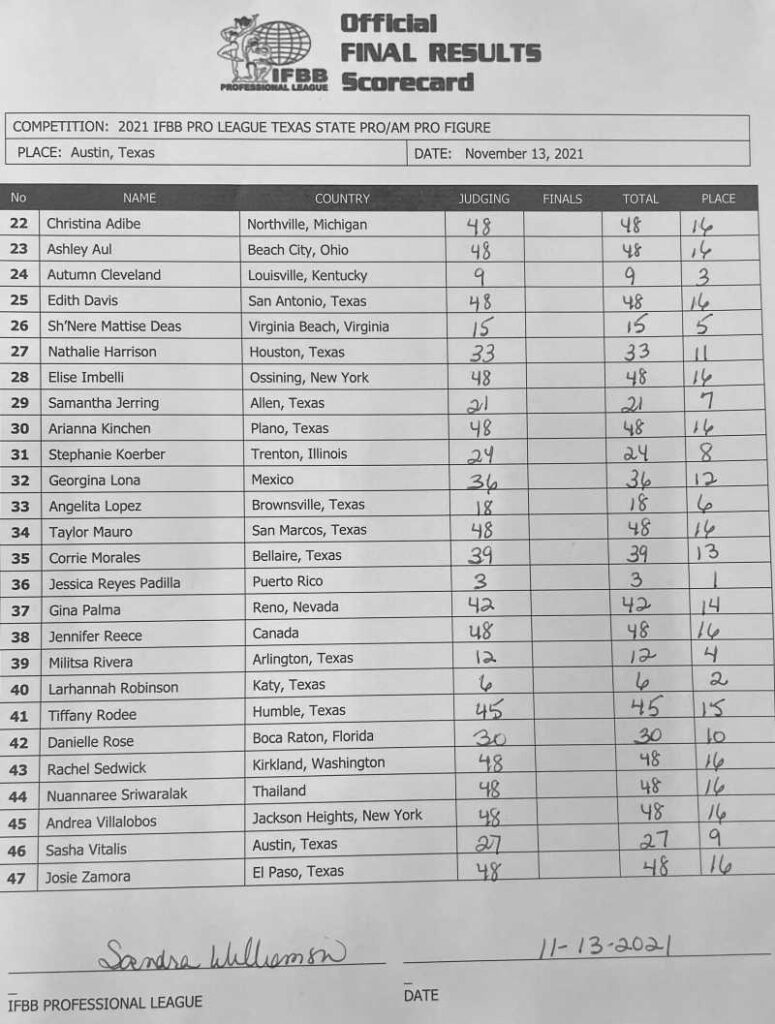 IFBB
PROFESSIONAL LEAGUE
Official
FINAL RESULTS
Scorecard
COMPETITION: 2021 IFBB PRO LEAGUE TEXAS STATE PRO/AM PRO FIGURE
PLACE: Austin, Texas DATE: November 13, 2021
No NAME COUNTRY JUDGING FINALS TOTAL PLACE
22 Christina Adibe Northville, Michigan 48 48 16
23 Ashley Aul Beach City, Ohio 48 48 16
24 Autumn Cleveland Louisville, Kentucky 9 9 3
25 Edith Davis San Antonio, Texas 48 48 16
26 Sh'Nere Mattise Deas Virginia Beach, Virginia 15 15 5
27 Nathalie Harrison Houston, Texas 33 33 11
28 Elise Imbelli Ossining, New York 48 48 16
29 Samantha Jerring Allen, Texas 21 21 7
30 Arianna Kinchen Plano, Texas 48 48 16
31 Stephanie Koerber Trenton, Illinois 24 24 8
32 Georgina Lona Mexico 36 36 12
33 Angelita Lopez Brownsville, Texas 18 18 6
34 Taylor Mauro San Marcos, Texas 48 48 16
35 Corrie Morales Bellaire, Texas 39 39 13
36 Jessica Reyes Padilla Puerto Rico 3 3 1
37 Gina Palma Reno, Nevada 42 42 14
38 Jennifer Reece Canada 48 48 16
39 Militsa Rivera Arlington, Texas 12 12 4
40 Larhannah Robinson Katy, Texas 6 6 2
41 Tiffany Rodee Humble, Texas 45 45 15
42 Danielle Rose Boca Raton, Florida 30 30 10
43 Rachel Sedwick Kirkland, Washington 48 48 16
44 Nuannaree Sriwaralak Thailand 48 48 16
45 Andrea Villalobos Jackson Heights, New York 48 48 16
46 Sasha Vitalis Austin, Texas 27 27 9
47 Josie Zamora El Paso, Texas 48 48 16
Sandra Williamson 11-13-2021
IFBB PROFESSIONAL LEAGUE DATE